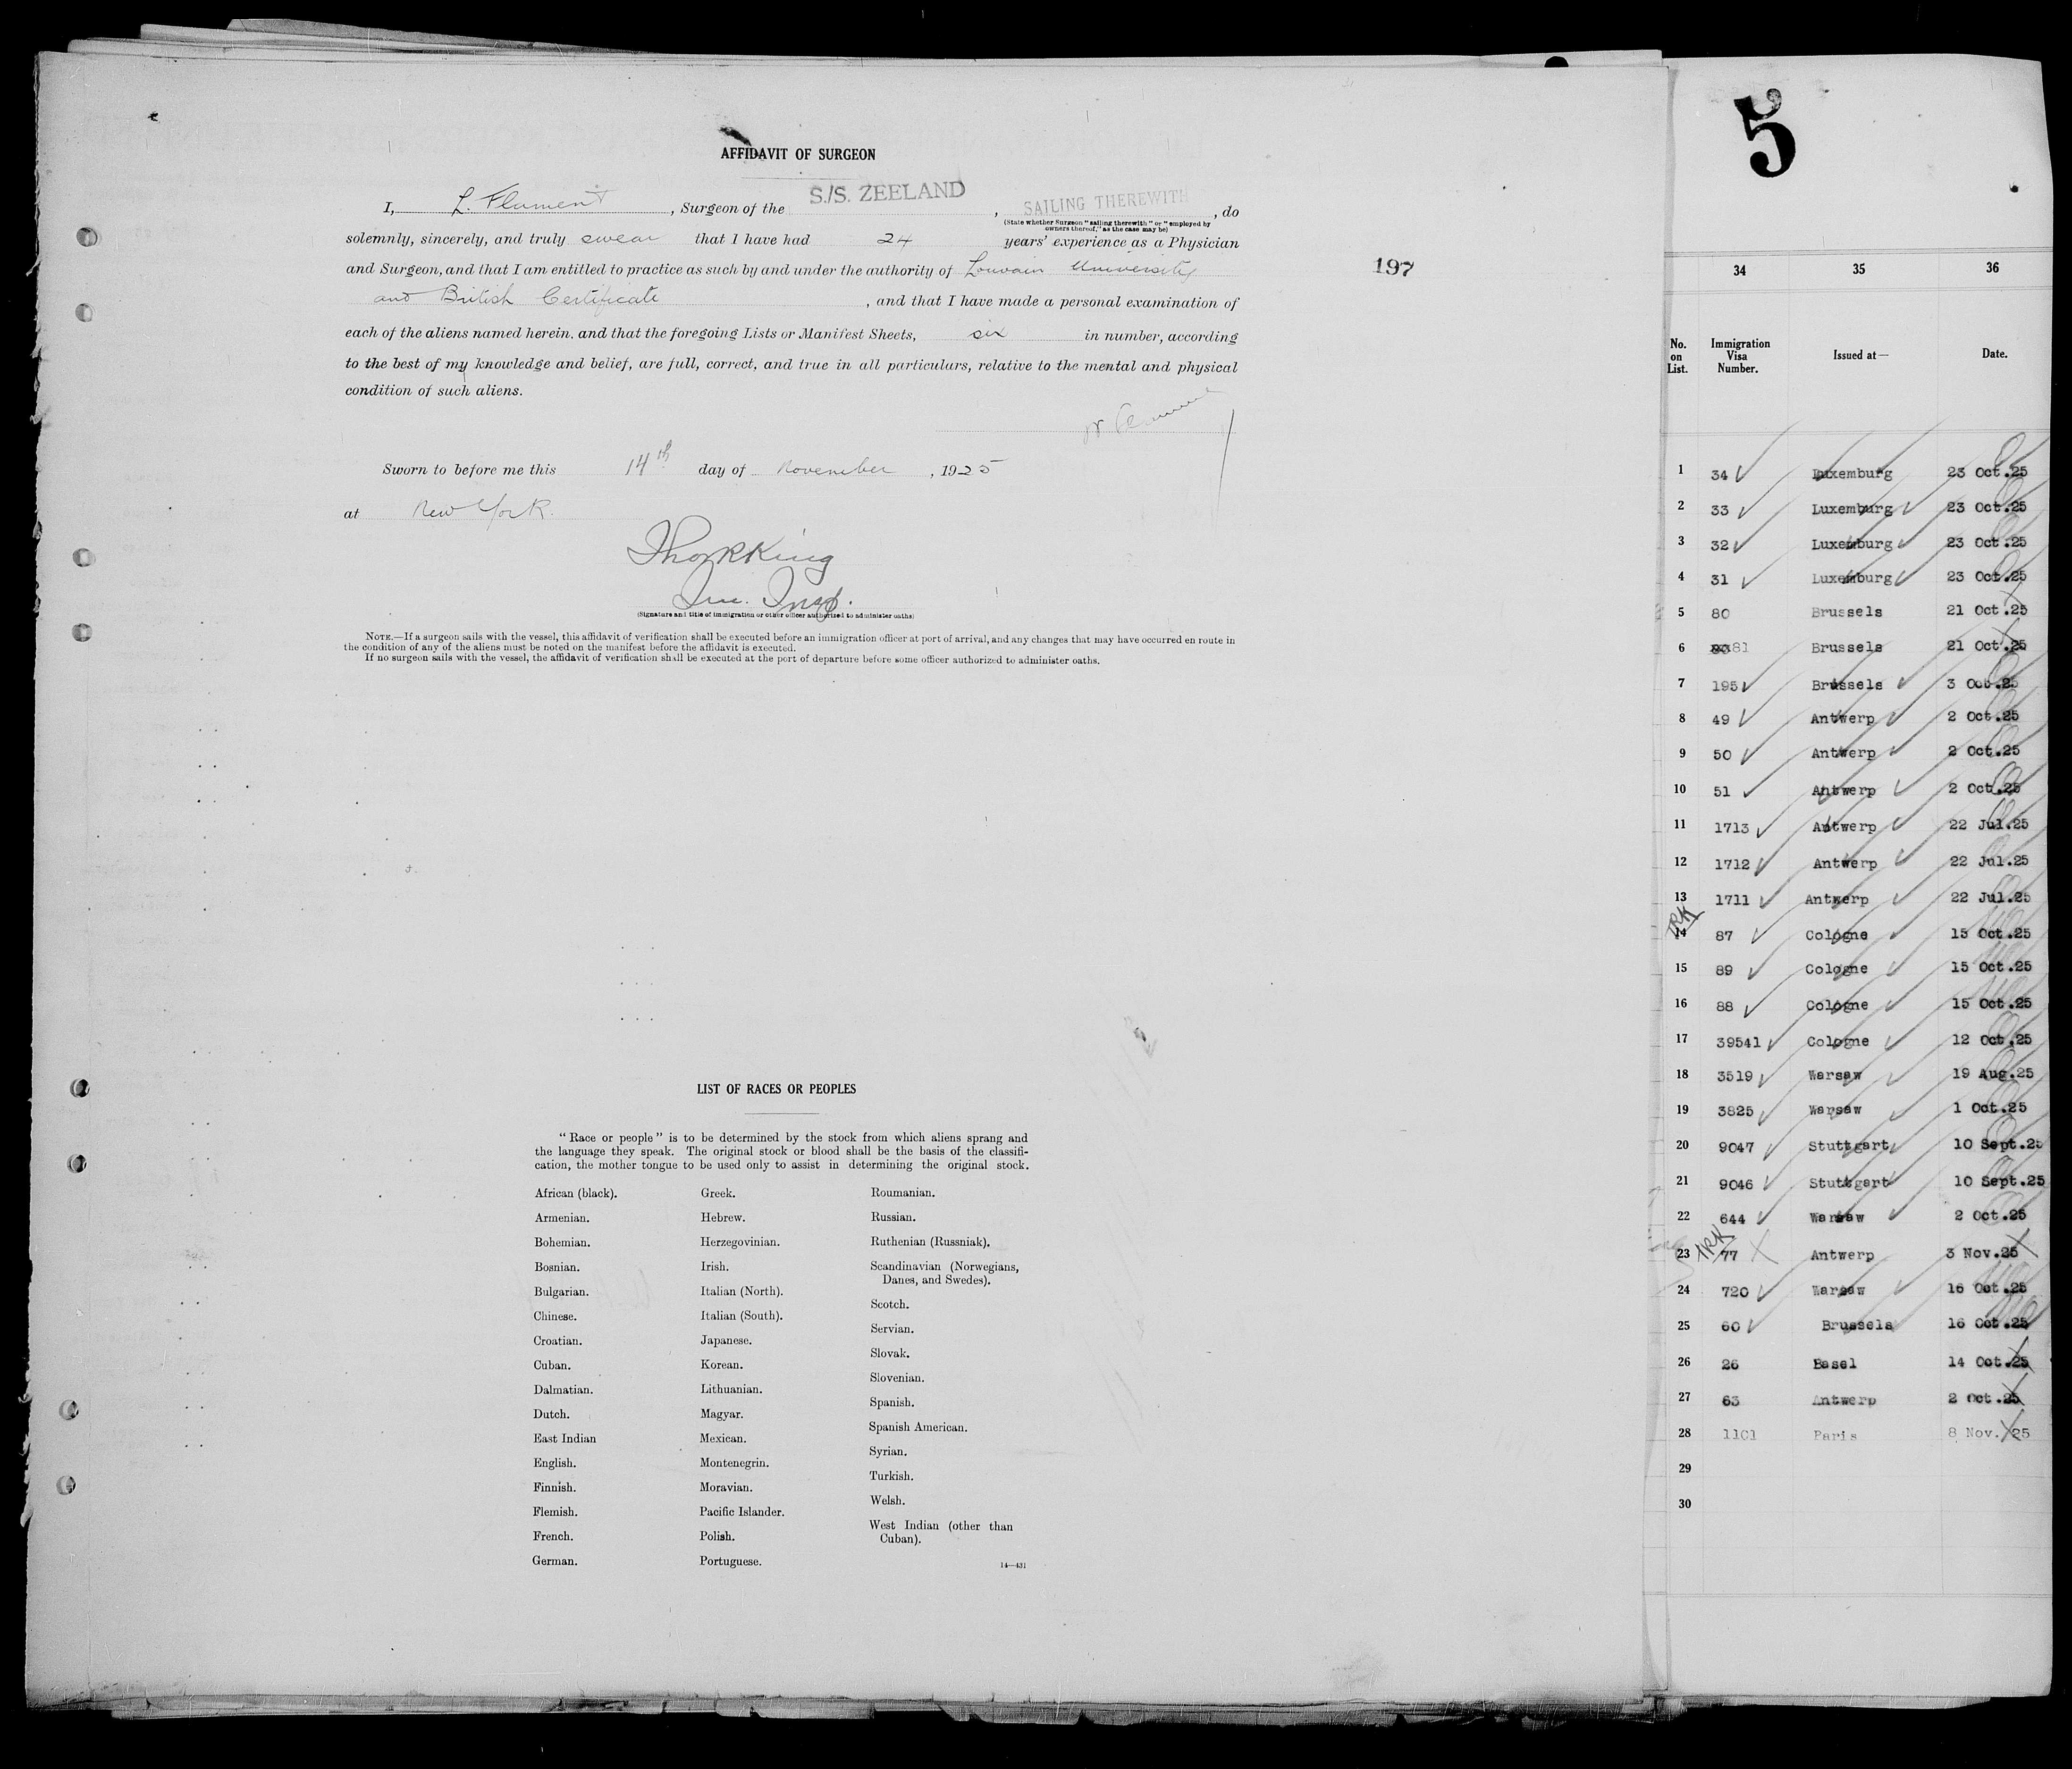 AFFIDAVIT OF SURGEON
I, L. Flament, Surgeon of the S/S. ZEELAND, SAILING THEREWITH, do
(State whether Surgeon "sailing therewith" or "employed by
owners thereof," as the case may be)
solemnly, sincerely, and truly swear that I have had 24 years' experience as a Physician
and Surgeon, and that I am entitled to practice as such by and under the authority of Louvain University
and British Certificate, and that I have made a personal examination of
each of the aliens named herein, and that the foregoing Lists or Manifest Sheets, six in number, according
to the best of my knowledge and belief, are full, correct, and true in all particulars, relative to the mental and physical
condition of such aliens.
Sworn to before me this 14th day of November, 1925
at New York.
Thos R King
Imm. Insp.
(Signature and title of immigration or other officer authorized to administer oaths)
NOTE.—If a surgeon sails with the vessel, this affidavit of verification shall be executed before an immigration officer at port of arrival, and any changes that may have occurred en route in
the condition of any of the aliens must be noted on the manifest before the affidavit is executed.
If no surgeon sails with the vessel, the affidavit of verification shall be executed at the port of departure before some officer authorized to administer oaths.
197
LIST OF RACES OR PEOPLES
"Race or people" is to be determined by the stock from which aliens sprang and
the language they speak. The original stock or blood shall be the basis of the classifi-
cation, the mother tongue to be used only to assist in determining the original stock.
African (black).
Armenian.
Bohemian.
Bosnian.
Bulgarian.
Chinese.
Croatian.
Cuban.
Dalmatian.
Dutch.
East Indian
English.
Finnish.
Flemish.
French.
German.
Greek.
Hebrew.
Herzegovinian.
Irish.
Italian (North).
Italian (South).
Japanese.
Korean.
Lithuanian.
Magyar.
Mexican.
Montenegrin.
Moravian.
Pacific Islander.
Polish.
Portuguese.
Roumanian.
Russian.
Ruthenian (Russniak).
Scandinavian (Norwegians,
Danes, and Swedes).
Scotch.
Servian.
Slovak.
Slovenian.
Spanish.
Spanish American.
Syrian.
Turkish.
Welsh.
West Indian (other than
Cuban).
14—431
5
34 35 36
No. on List. Immigration Visa Number. Issued at— Date.
1 34 Luxemburg 23 Oct.25
2 33 Luxemburg 23 Oct.25
3 32 Luxemburg 23 Oct.25
4 31 Luxemburg 23 Oct.25
5 80 Brussels 21 Oct.25
6 81 Brussels 21 Oct.25
7 195 Brussels 3 Oct.25
8 49 Antwerp 2 Oct.25
9 50 Antwerp 2 Oct.25
10 51 Antwerp 2 Oct.25
11 1713 Antwerp 22 Jul.25
12 1712 Antwerp 22 Jul.25
13 1711 Antwerp 22 Jul.25
TRK
14 87 Cologne 15 Oct.25
15 89 Cologne 15 Oct.25
16 88 Cologne 15 Oct.25
17 39541 Cologne 12 Oct.25
18 3519 Warsaw 19 Aug.25
19 3825 Warsaw 1 Oct.25
20 9047 Stuttgart 10 Sept.25
21 9046 Stuttgart 10 Sept.25
22 644 Warsaw 2 Oct.25
TRK
23 77 Antwerp 3 Nov.25
24 720 Warsaw 16 Oct.25
25 60 Brussels 16 Oct.25
26 26 Basel 14 Oct.25
27 63 Antwerp 2 Oct.25
28 1101 Paris 8 Nov. 25
29
30